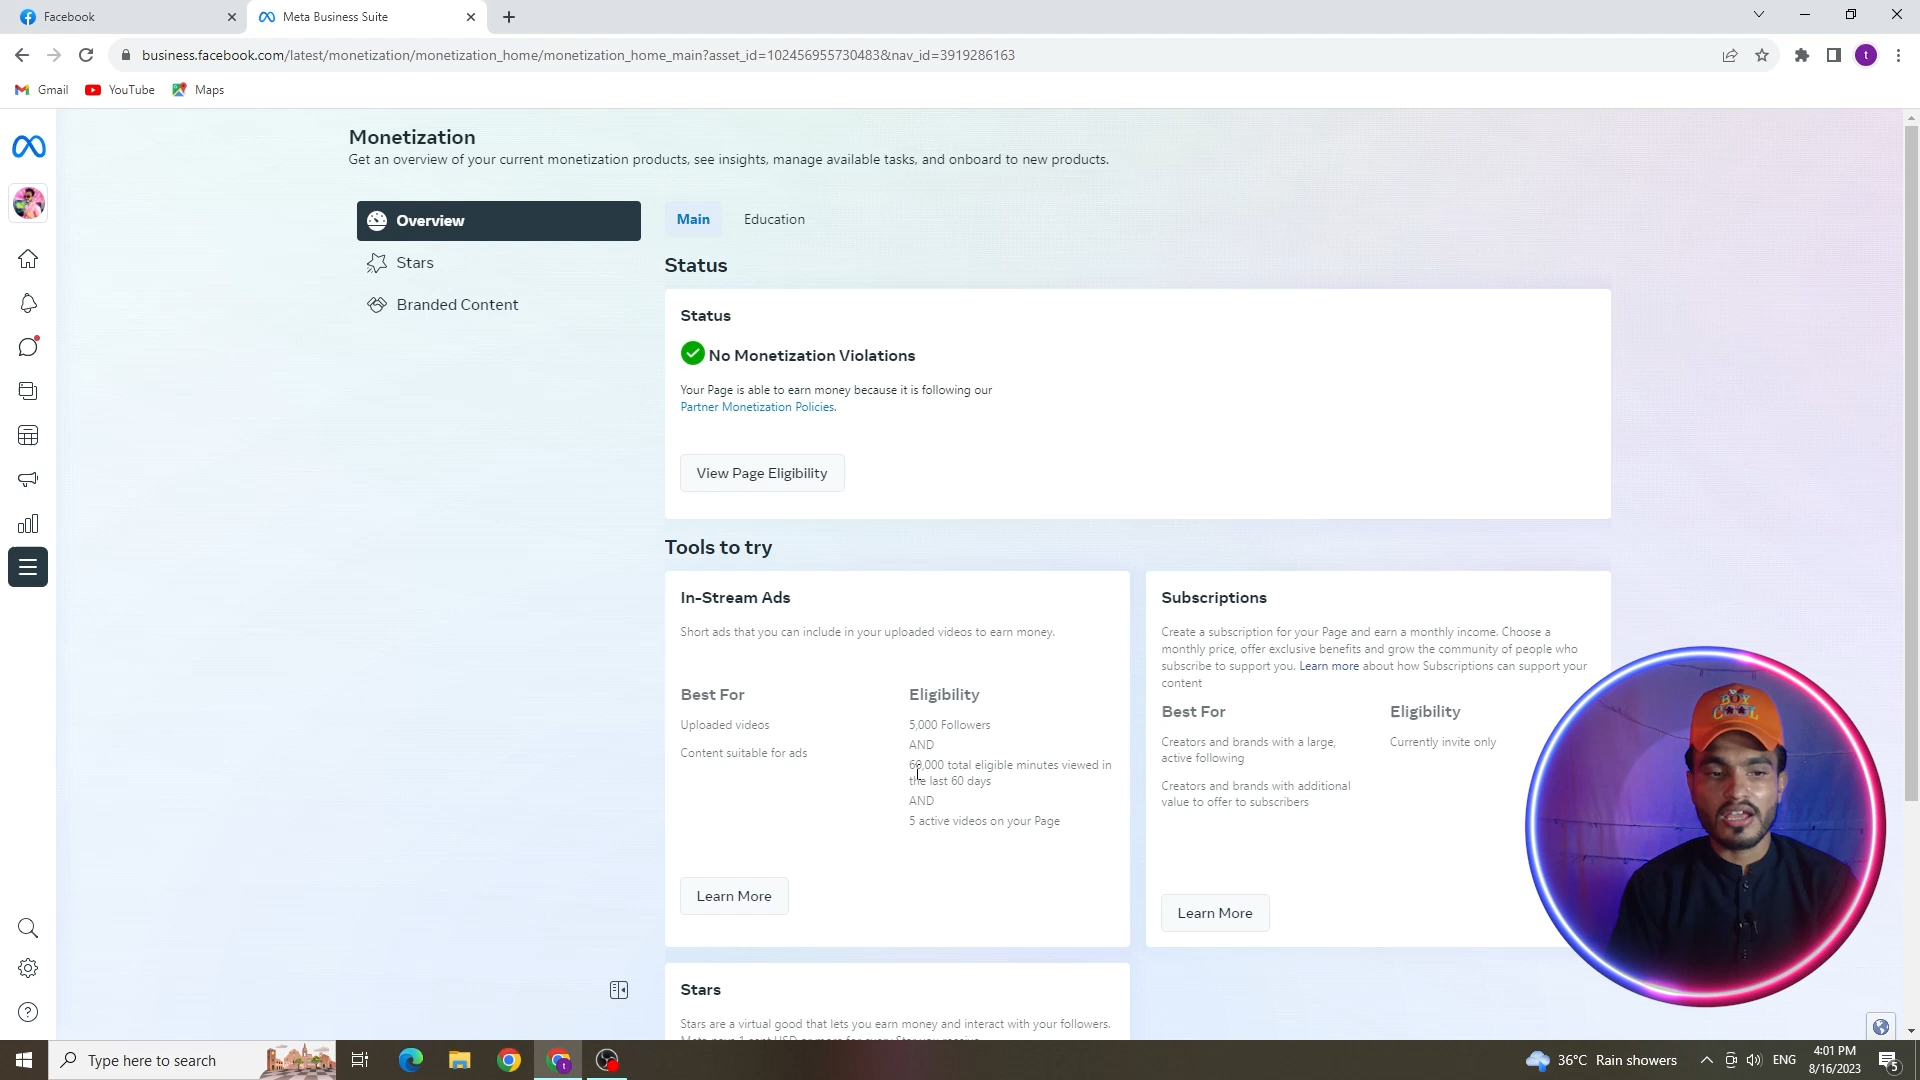 Facebook
Meta Business Suite
business.facebook.com/latest/monetization/monetization_home/monetization_home_main?asset_id=102456955730483&nav_id=3919286163
t
Gmail
YouTube
Maps
Monetization
Get an overview of your current monetization products, see insights, manage available tasks, and onboard to new products.
Overview
Stars
Branded Content
Main
Education
Status
Status
No Monetization Violations
Your Page is able to earn money because it is following our
Partner Monetization Policies.
View Page Eligibility
Tools to try
In-Stream Ads
Short ads that you can include in your uploaded videos to earn money.
Best For
Uploaded videos
Content suitable for ads
Eligibility
5,000 Followers
AND
60,000 total eligible minutes viewed in
the last 60 days
AND
5 active videos on your Page
Learn More
Subscriptions
Create a subscription for your Page and earn a monthly income. Choose a
monthly price, offer exclusive benefits and grow the community of people who
subscribe to support you. Learn more about how Subscriptions can support your
content
Best For
Creators and brands with a large,
active following
Creators and brands with additional
value to offer to subscribers
Eligibility
Currently invite only
Learn More
BOY
COOL
Stars
Stars are a virtual good that lets you earn money and interact with your followers.
Type here to search
36°C Rain showers
ENG
4:01 PM
8/16/2023
5